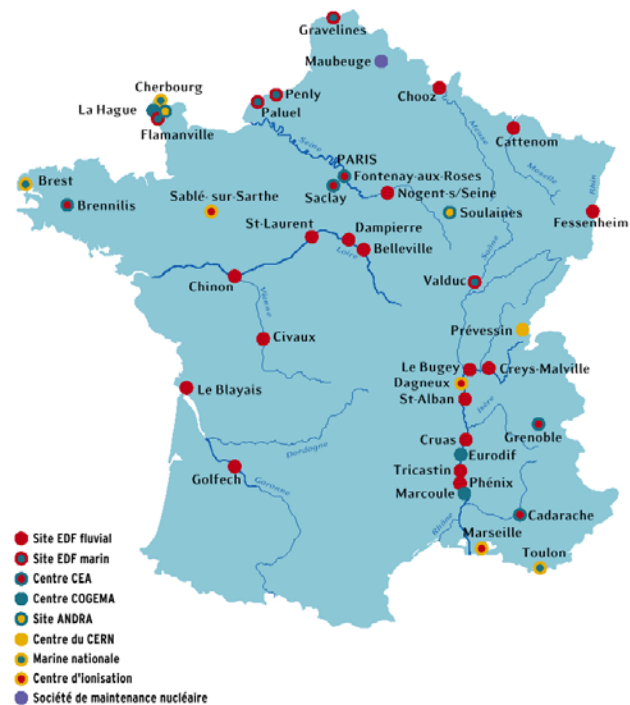 Gravelines
Maubeuge
Cherbourg
Penly
Chooz
La Hague
Paluel
Meuse
Flamanville
Cattenom
Seine
PARIS
Moselle
Fontenay-aux-Roses
Rhin
Brest
Sablé-sur-Sarthe
Saclay
Nogent-s/Seine
Brennilis
Soulaines
Fessenheim
St-Laurent
Dampierre
Loire
Belleville
Saône
Chinon
Valduc
Vienne
Prévessin
Civaux
Le Bugey
Creys-Malville
Le Blayais
Dagneux
St-Alban
Isère
Grenoble
Cruas
Dordogne
Eurodif
Golfech
Tricastin
Garonne
Phénix
Marcoule
Cadarache
Rhône
Marseille
Toulon
Site EDF fluvial
Site EDF marin
Centre CEA
Centre COGEMA
Site ANDRA
Centre du CERN
Marine nationale
Centre d'ionisation
Société de maintenance nucléaire